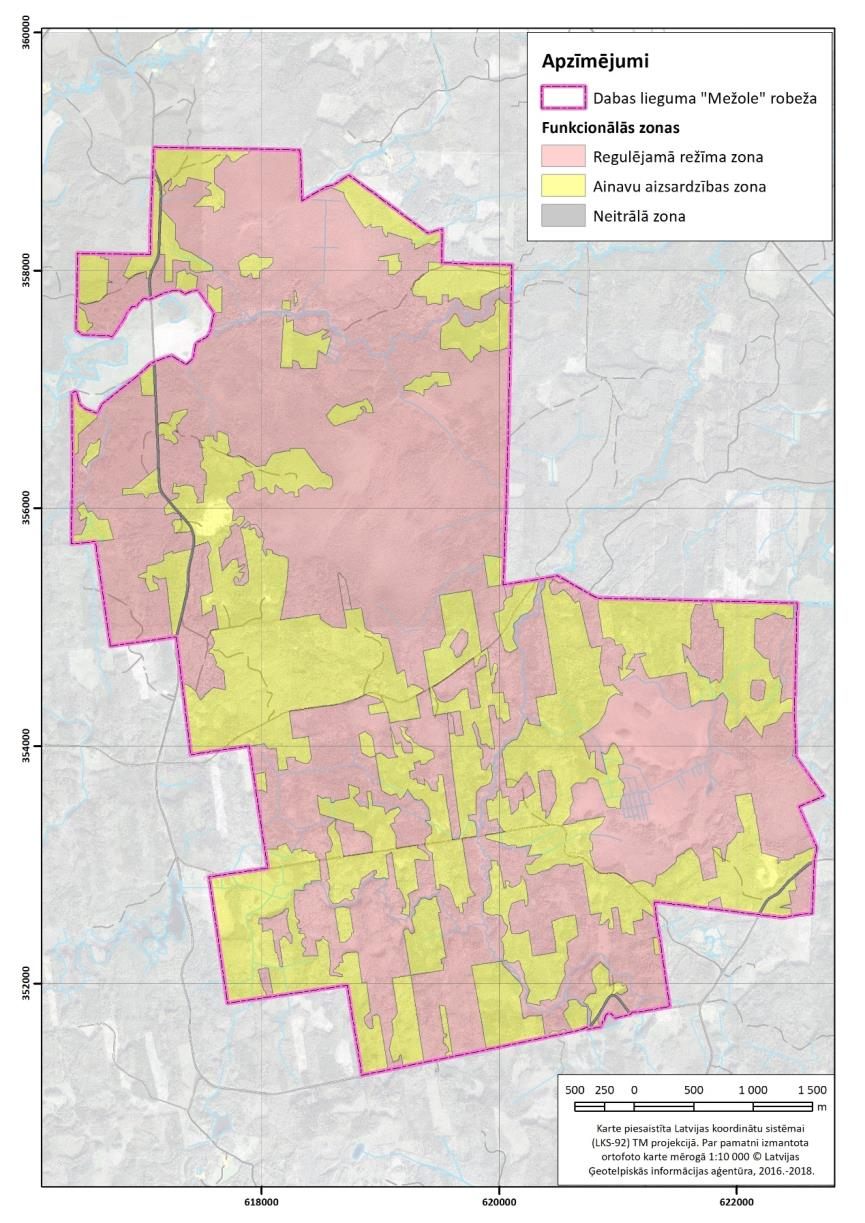 360000
358000
356000
354000
352000
618000
620000
622000
Apzīmējumi
Dabas lieguma "Mežole" robeža
Funkcionālās zonas
Regulējamā režīma zona
Ainavu aizsardzības zona
Neitrālā zona
500 250 0 500 1 000 1 500
m
Karte piesaistīta Latvijas koordinātu sistēmai
(LKS-92) TM projekcijā. Par pamatni izmantota
ortofoto karte mērogā 1:10 000 © Latvijas
Ģeotelpiskās informācijas aģentūra, 2016.-2018.